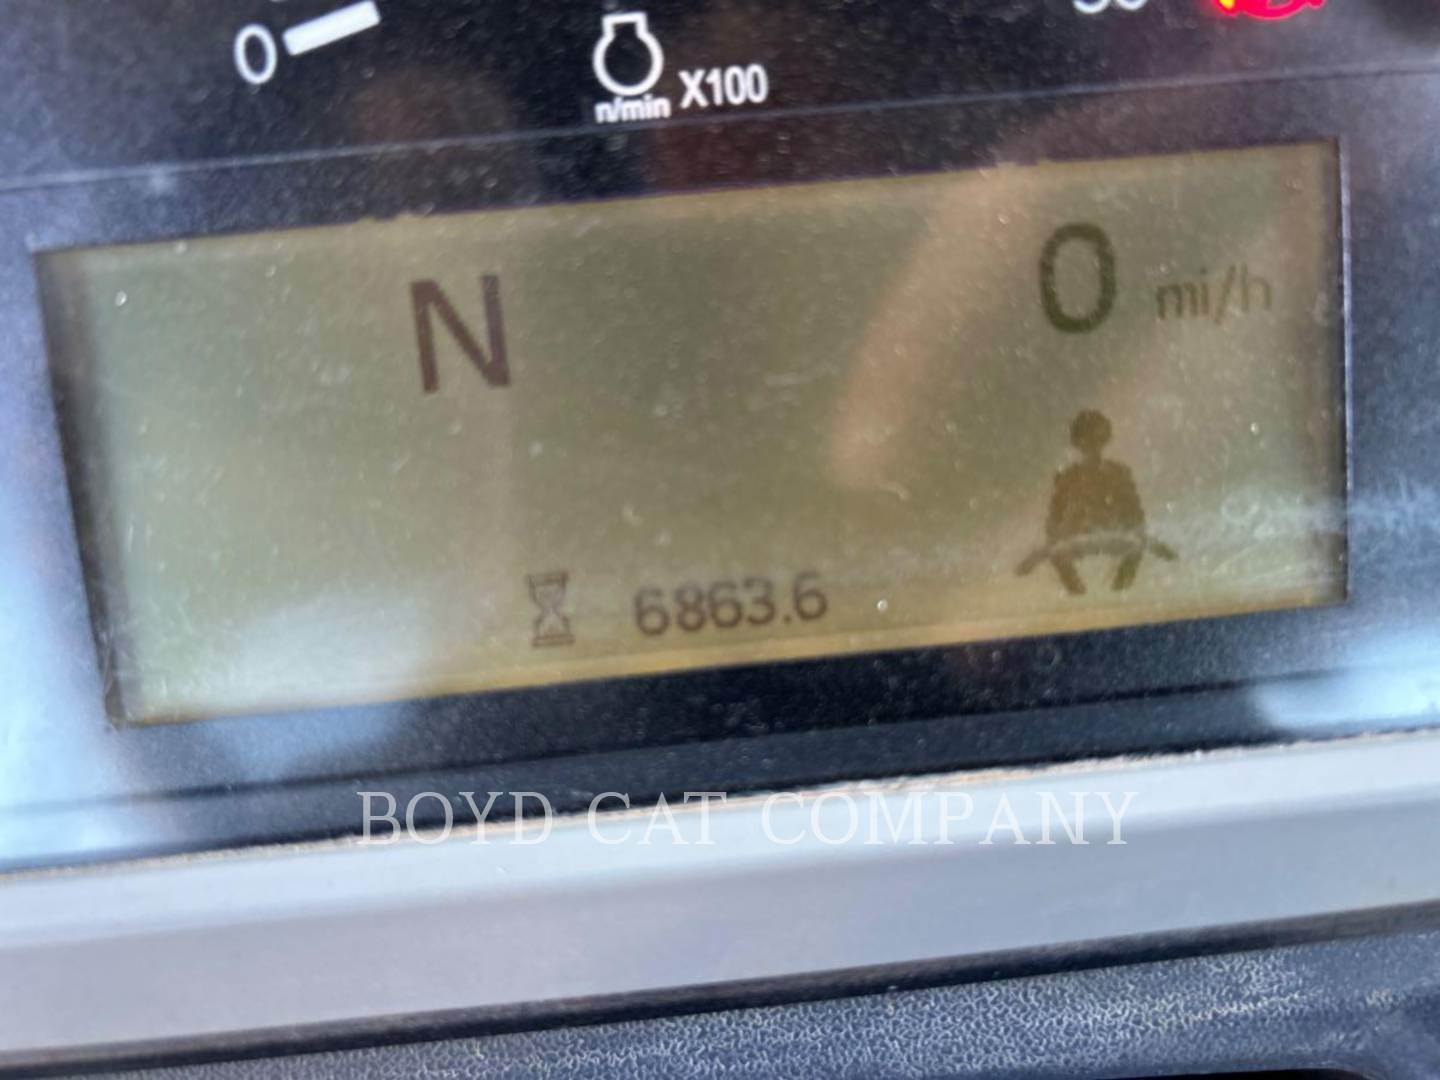 0
n/min X100
N
0 mi/h
6863.6
BOYD CAT COMPANY